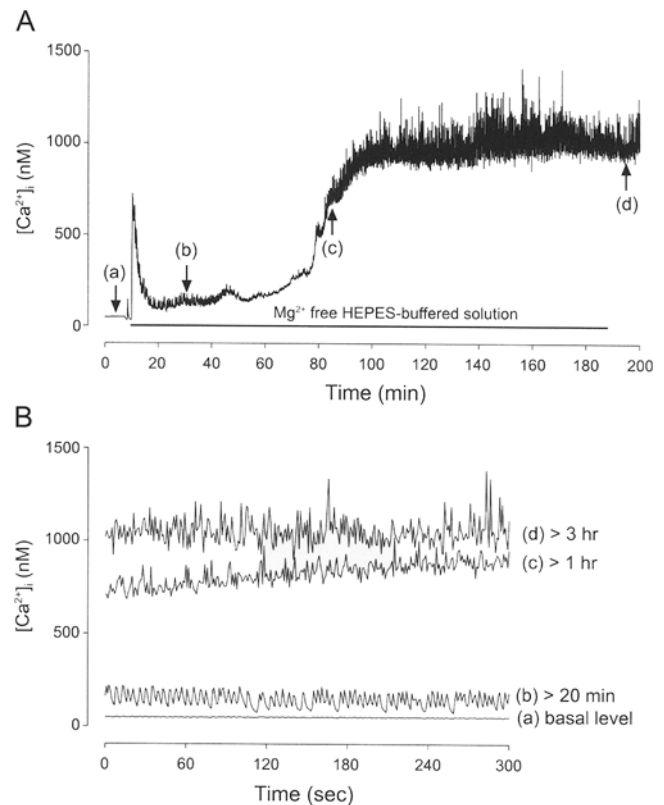 A
1500
1000
500
0
[Ca²⁺]ᵢ (nM)
(a)
(b)
(c)
(d)
Mg²⁺ free HEPES-buffered solution
0 20 40 60 80 100 120 140 160 180 200
Time (min)
B
1500
1000
500
0
[Ca²⁺]ᵢ (nM)
(d) > 3 hr
(c) > 1 hr
(b) > 20 min
(a) basal level
0 60 120 180 240 300
Time (sec)